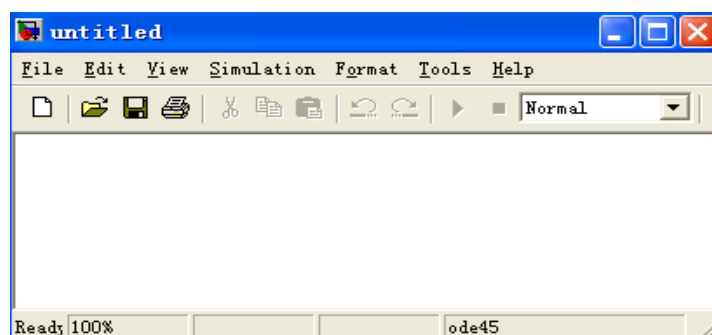 untitled
File Edit View Simulation Format Tools Help
Normal
Ready 100% ode45